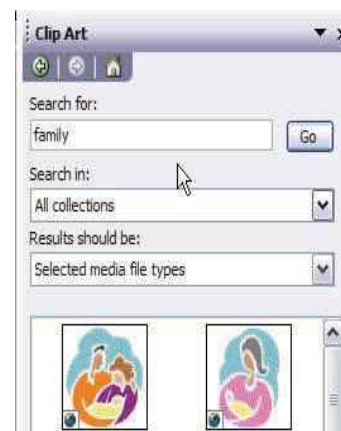 Clip Art
Search for:
family
Go
Search in:
All collections
Results should be:
Selected media file types